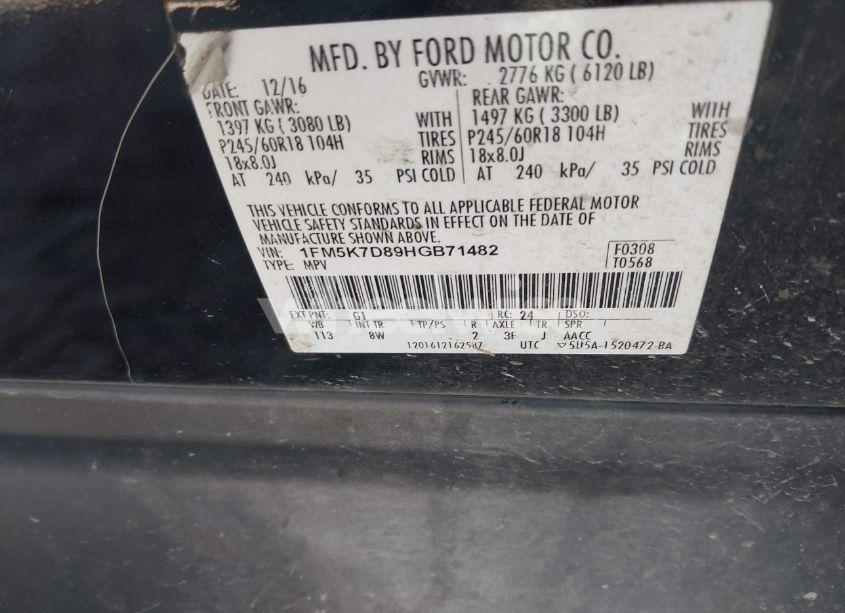 MFD. BY FORD MOTOR CO.
DATE: 12/16 GVWR: 2776 KG ( 6120 LB)
FRONT GAWR: REAR GAWR:
1397 KG ( 3080 LB) WITH 1497 KG ( 3300 LB) WITH
P245/60R18 104H TIRES P245/60R18 104H TIRES
18x8.0J RIMS 18x8.0J RIMS
AT 240 kPa/ 35 PSI COLD AT 240 kPa/ 35 PSI COLD
THIS VEHICLE CONFORMS TO ALL APPLICABLE FEDERAL MOTOR
VEHICLE SAFETY STANDARDS IN EFFECT ON THE DATE OF
MANUFACTURE SHOWN ABOVE.
VIN: 1FM5K7D89HGB71482 F0308
TYPE: MPV T0568
EXT PNT: G1 RC: 24 DSO:
WB INT TR TP/PS R AXLE TR SPR
113 8W 2 3F J AACC
UTC